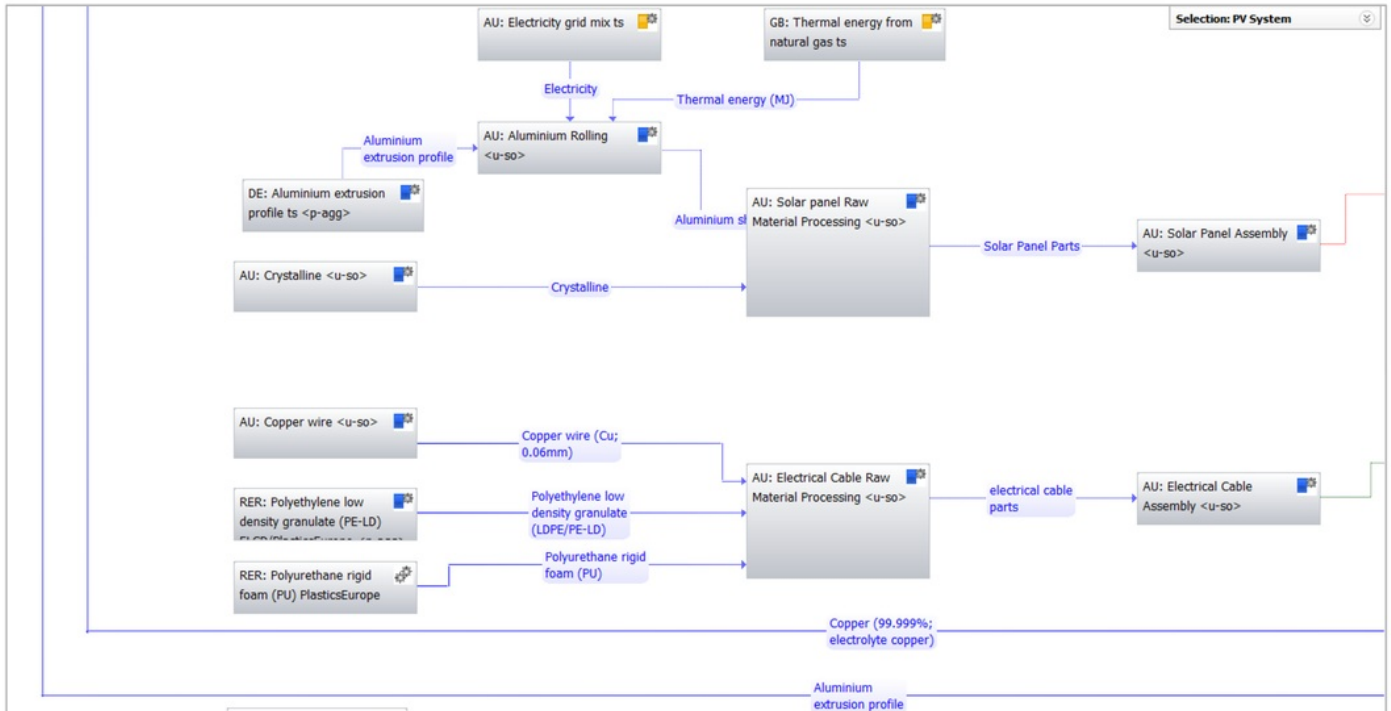 AU: Electricity grid mix ts
GB: Thermal energy from
natural gas ts
Selection: PV System
Electricity
Thermal energy (MJ)
Aluminium
extrusion profile
AU: Aluminium Rolling
<u-so>
DE: Aluminium extrusion
profile ts <p-agg>
Aluminium sh
AU: Solar panel Raw
Material Processing <u-so>
Solar Panel Parts
AU: Solar Panel Assembly
<u-so>
AU: Crystalline <u-so>
Crystalline
AU: Copper wire <u-so>
Copper wire (Cu;
0.06mm)
RER: Polyethylene low
density granulate (PE-LD)
Polyethylene low
density granulate
(LDPE/PE-LD)
AU: Electrical Cable Raw
Material Processing <u-so>
electrical cable
parts
AU: Electrical Cable
Assembly <u-so>
RER: Polyurethane rigid
foam (PU) PlasticsEurope
Polyurethane rigid
foam (PU)
Copper (99.999%;
electrolyte copper)
Aluminium
extrusion profile